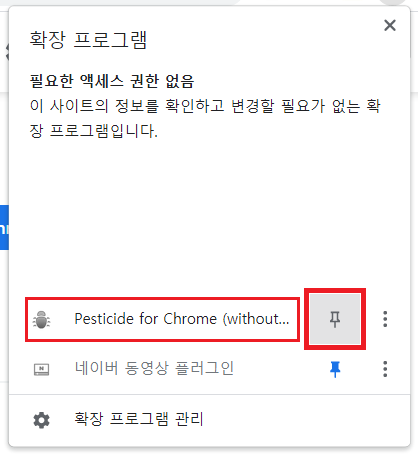 확장 프로그램
필요한 액세스 권한 없음
이 사이트의 정보를 확인하고 변경할 필요가 없는 확
장 프로그램입니다.
Pesticide for Chrome (without...
네이버 동영상 플러그인
확장 프로그램 관리